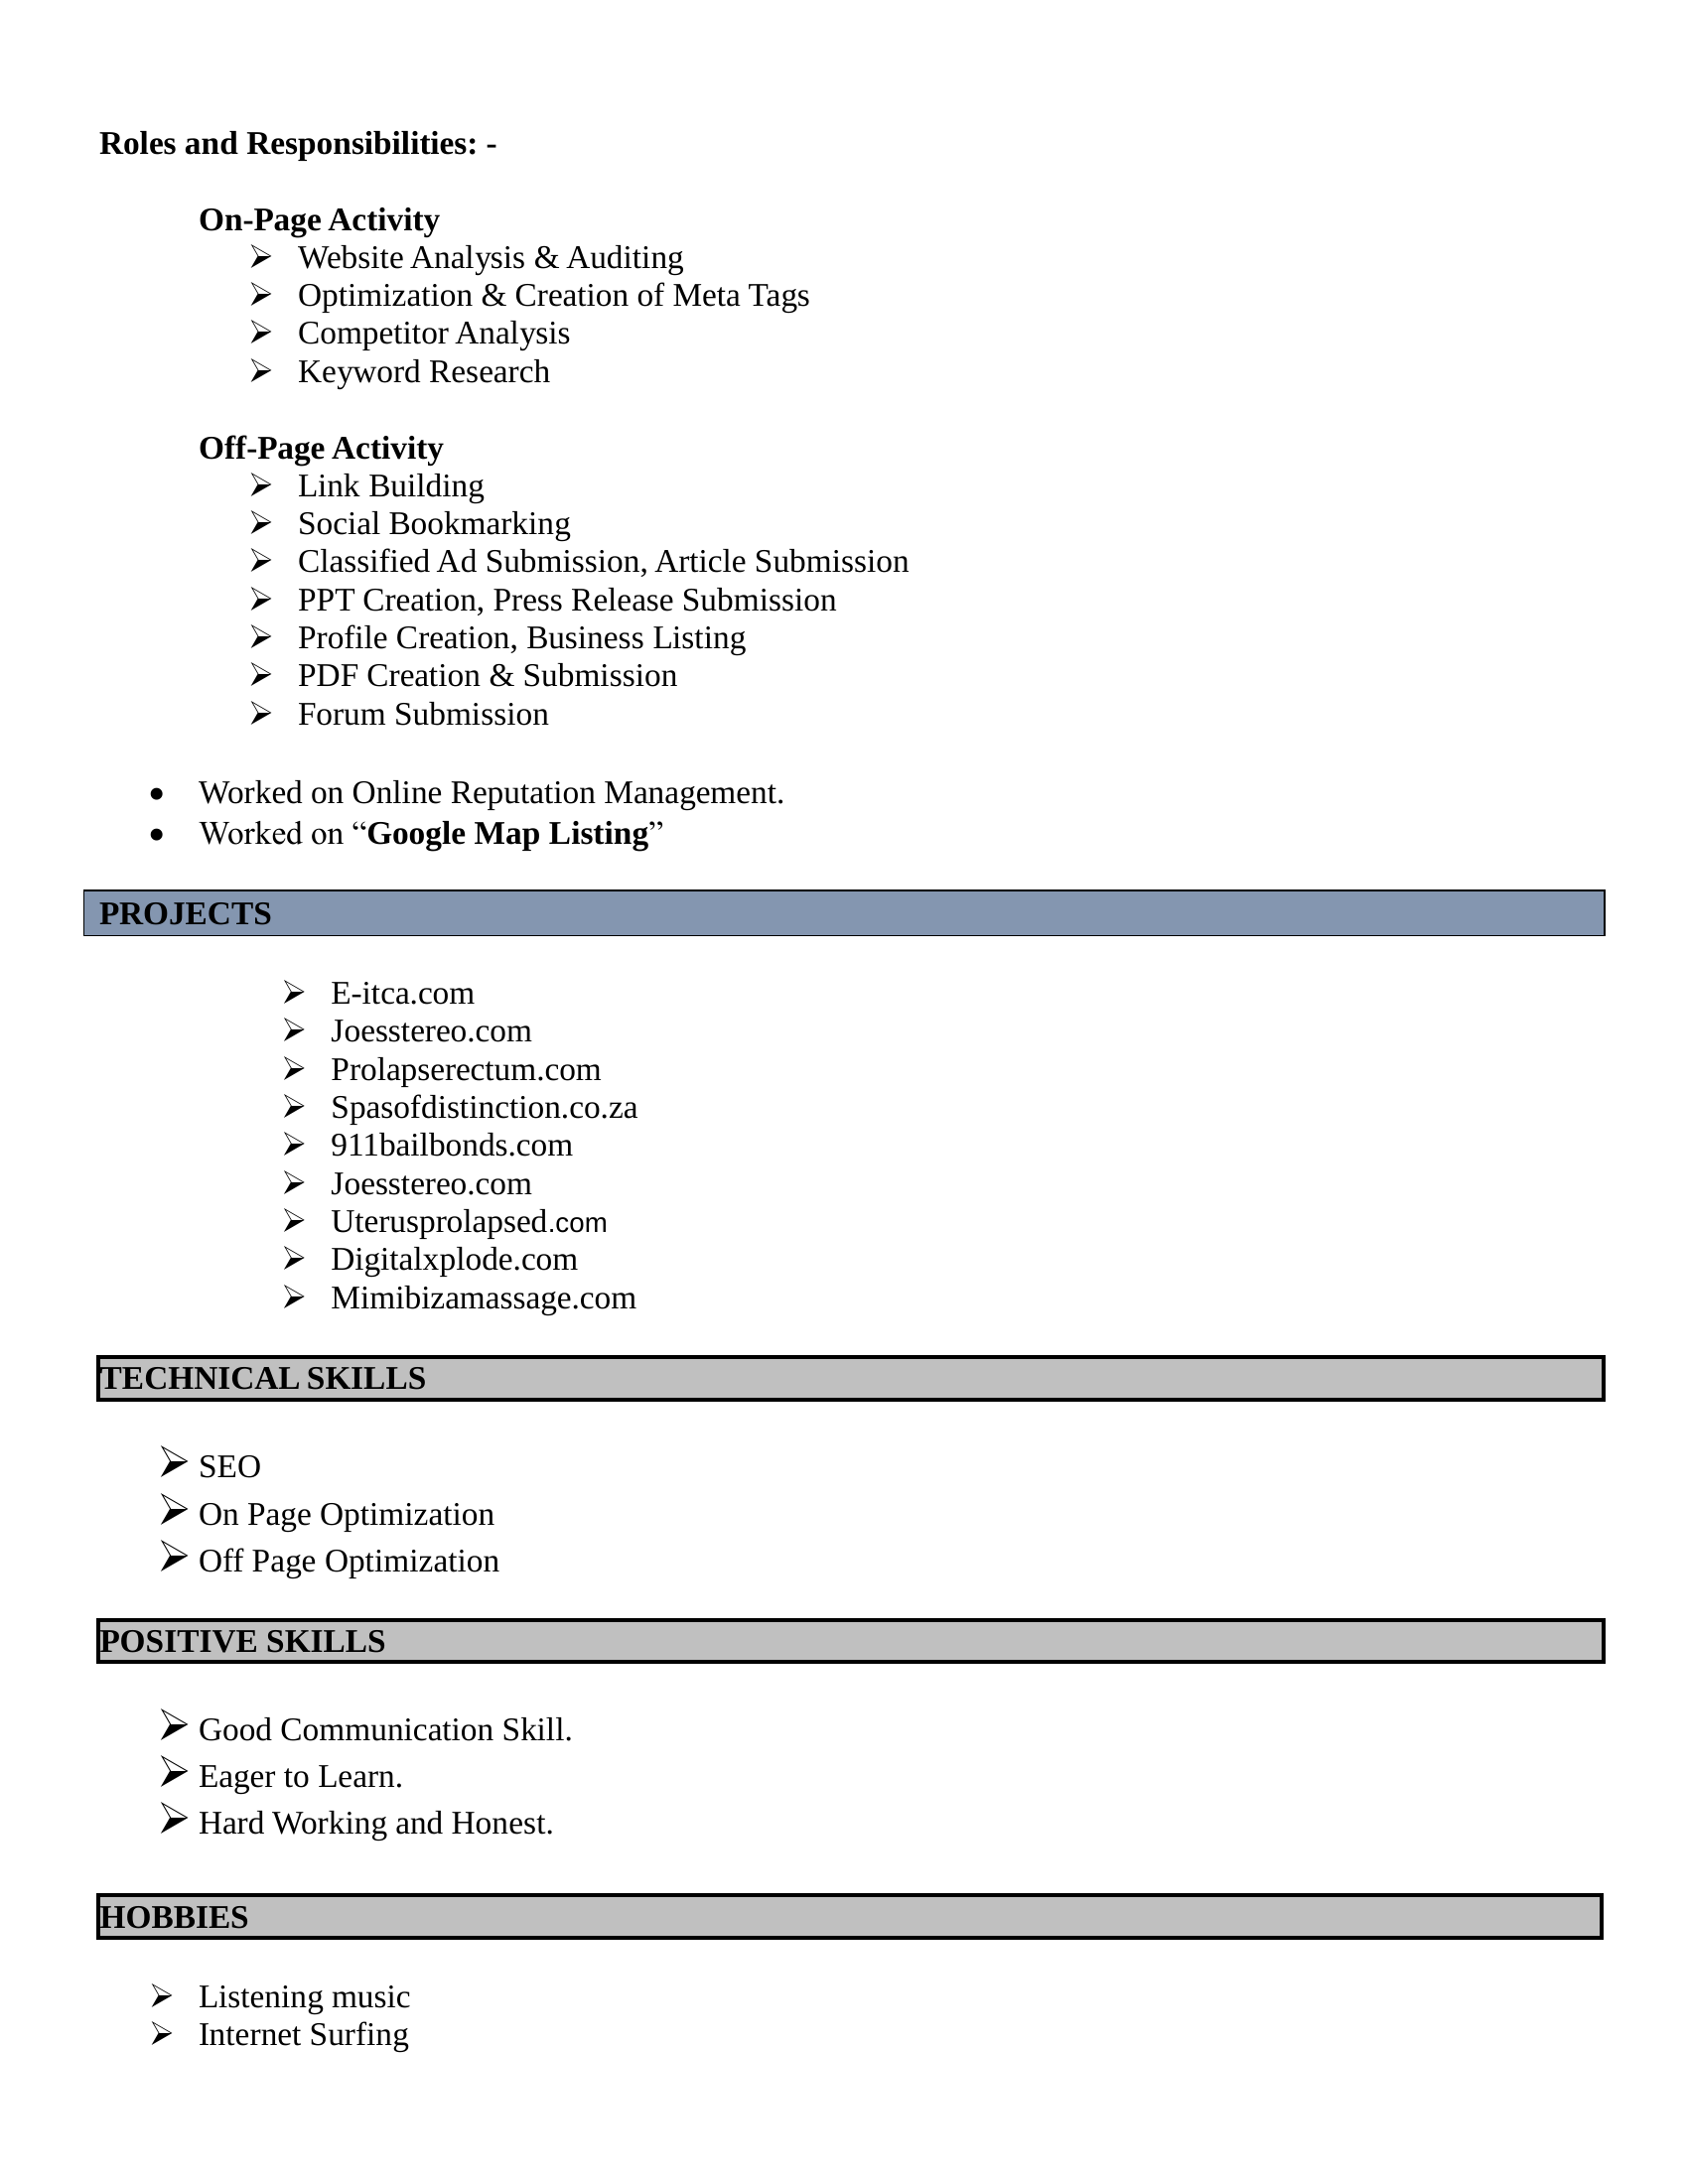 Roles and Responsibilities: -
On-Page Activity
➢ Website Analysis & Auditing
➢ Optimization & Creation of Meta Tags
➢ Competitor Analysis
➢ Keyword Research
Off-Page Activity
➢ Link Building
➢ Social Bookmarking
➢ Classified Ad Submission, Article Submission
➢ PPT Creation, Press Release Submission
➢ Profile Creation, Business Listing
➢ PDF Creation & Submission
➢ Forum Submission
• Worked on Online Reputation Management.
• Worked on “Google Map Listing”
PROJECTS
➢ E-itca.com
➢ Joesstereo.com
➢ Prolapserectum.com
➢ Spasofdistinction.co.za
➢ 911bailbonds.com
➢ Joesstereo.com
➢ Uterusprolapsed.com
➢ Digitalxplode.com
➢ Mimibizamassage.com
TECHNICAL SKILLS
➢ SEO
➢ On Page Optimization
➢ Off Page Optimization
POSITIVE SKILLS
➢ Good Communication Skill.
➢ Eager to Learn.
➢ Hard Working and Honest.
HOBBIES
➢ Listening music
➢ Internet Surfing